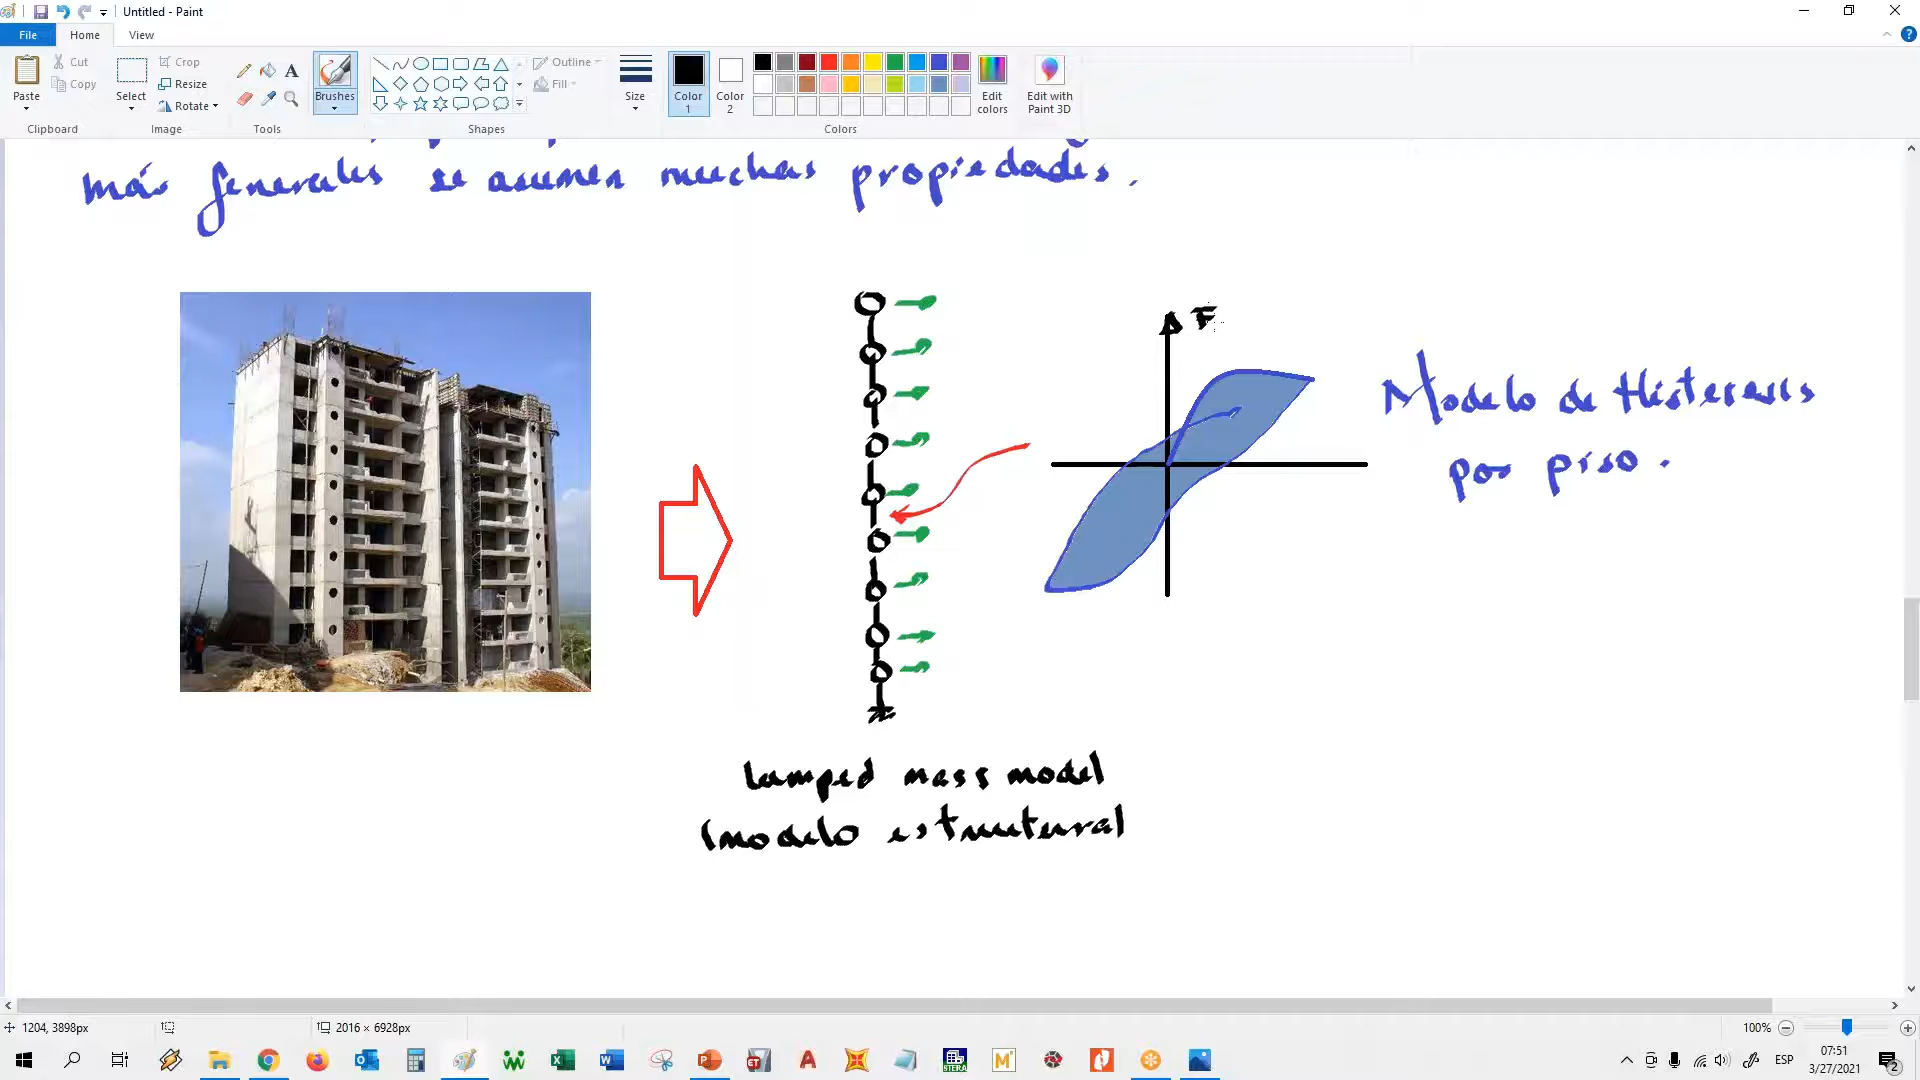 Untitled - Paint
File Home View
Paste
Cut
Copy
Clipboard
Select
Crop
Resize
Rotate
Image
A
Tools
Brushes
Shapes
Outline
Fill
Size
Color 1
Color 2
Colors
Edit colors
Edit with Paint 3D
más generales se asumen muchas propiedades.
F
Modelo de Histeresis
por piso.
Lumped mass model
(modelo estructural
1204, 3898px
2016 × 6928px
100%
ESP
07:51
3/27/2021
2
STERA